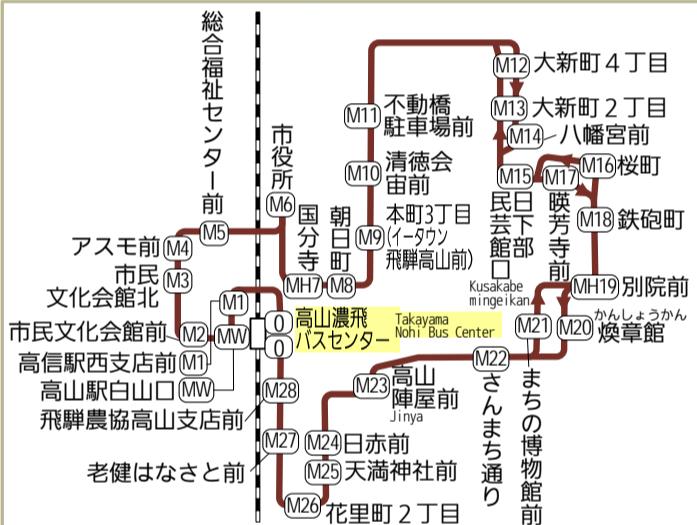 総合福祉センター前
M12 大新町4丁目
M13 大新町2丁目
M14 八幡宮前
M11 不動橋
駐車場前
市役所
M6
M10 清徳会
宙前
M15 日下部
民芸館口
Kusakabe
mingeikan
M17 暎芳寺前
M16 桜町
M18 鉄砲町
M5
アスモ前 M4
国分寺
MH7
朝日町
M8
M9 本町3丁目
(イータウン
飛騨高山前)
市民
文化会館北 M3
MH19 別院前
かんしょうかん
M20 煥章館
M21 まちの博物館前
M1
市民文化会館前 M2
MW
0
0
高山濃飛
バスセンター
Takayama
Nohi Bus Center
高信駅西支店前 M1
高山駅白山口 MW
飛騨農協高山支店前 M28
M22 さんまち通り
M23 高山
陣屋前
Jinya
老健はなさと前 M27
M24 日赤前
M25 天満神社前
M26 花里町2丁目